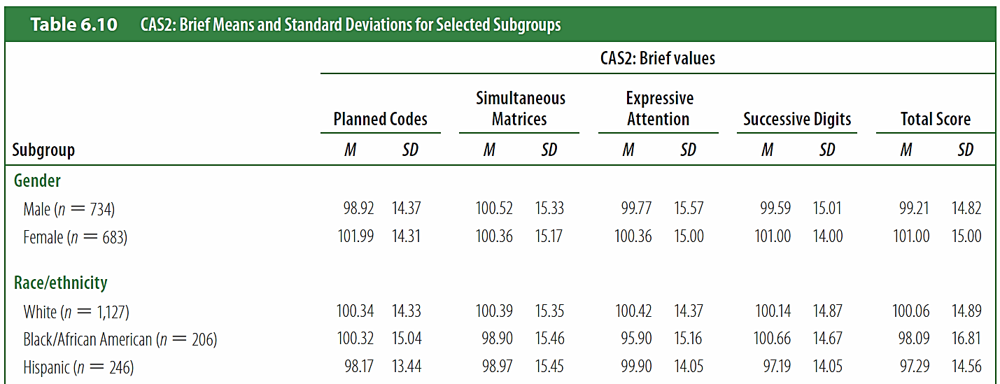 Table 6.10 CAS2: Brief Means and Standard Deviations for Selected Subgroups
CAS2: Brief values
Planned Codes Simultaneous Matrices Expressive Attention Successive Digits Total Score
Subgroup M SD M SD M SD M SD M SD
Gender
Male (n = 734) 98.92 14.37 100.52 15.33 99.77 15.57 99.59 15.01 99.21 14.82
Female (n = 683) 101.99 14.31 100.36 15.17 100.36 15.00 101.00 14.00 101.00 15.00
Race/ethnicity
White (n = 1,127) 100.34 14.33 100.39 15.35 100.42 14.37 100.14 14.87 100.06 14.89
Black/African American (n = 206) 100.32 15.04 98.90 15.46 95.90 15.16 100.66 14.67 98.09 16.81
Hispanic (n = 246) 98.17 13.44 98.97 15.45 99.90 14.05 97.19 14.05 97.29 14.56